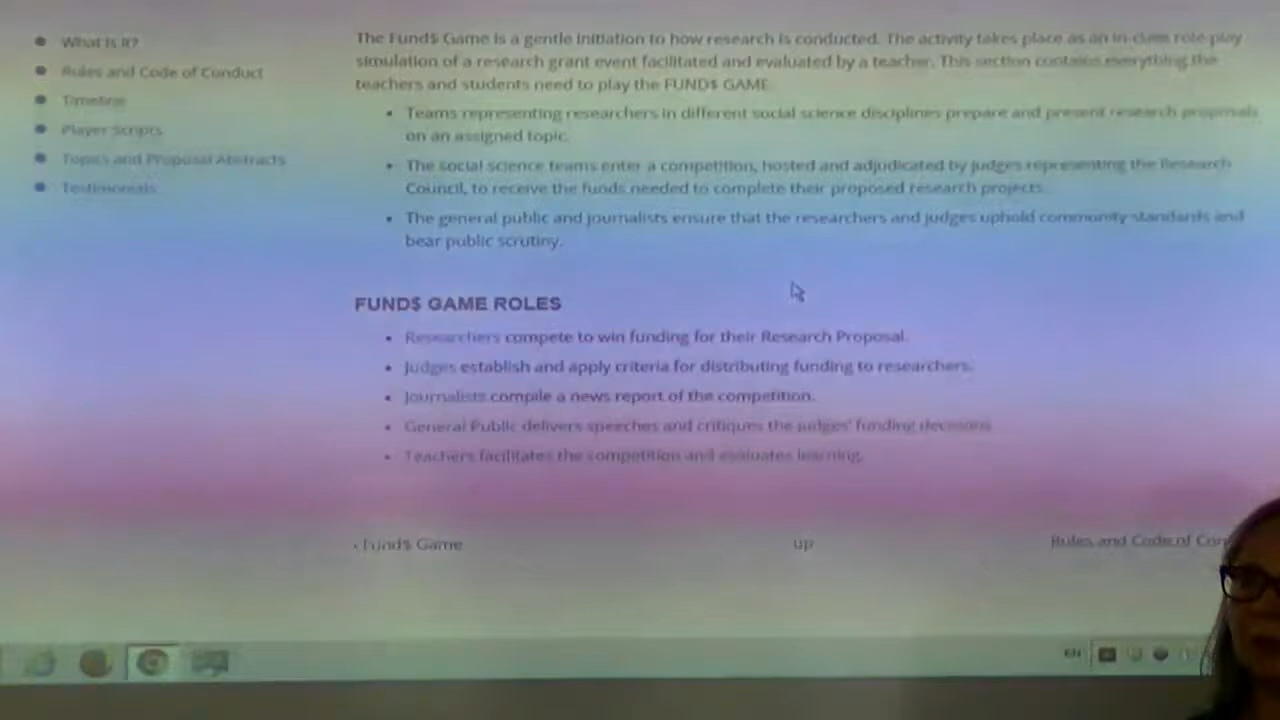 What Is It?
Rules and Code of Conduct
Timeline
Player Scripts
Topics and Proposal Abstracts
Testimonials
The Fund$ Game is a gentle initiation to how research is conducted. The activity takes place as an in-class role play
simulation of a research grant event facilitated and evaluated by a teacher. This section contains everything the
teachers and students need to play the FUND$ GAME.
• Teams representing researchers in different social science disciplines prepare and present research proposals
on an assigned topic.
• The social science teams enter a competition, hosted and adjudicated by judges representing the Research
Council, to receive the funds needed to complete their proposed research projects.
• The general public and journalists ensure that the researchers and judges uphold community standards and
bear public scrutiny.
FUND$ GAME ROLES
• Researchers compete to win funding for their Research Proposal.
• Judges establish and apply criteria for distributing funding to researchers.
• Journalists compile a news report of the competition.
• General Public delivers speeches and critiques the judges' funding decisions
• Teachers facilitates the competition and evaluates learning.
‹ Fund$ Game
up
Rules and Code of
EN